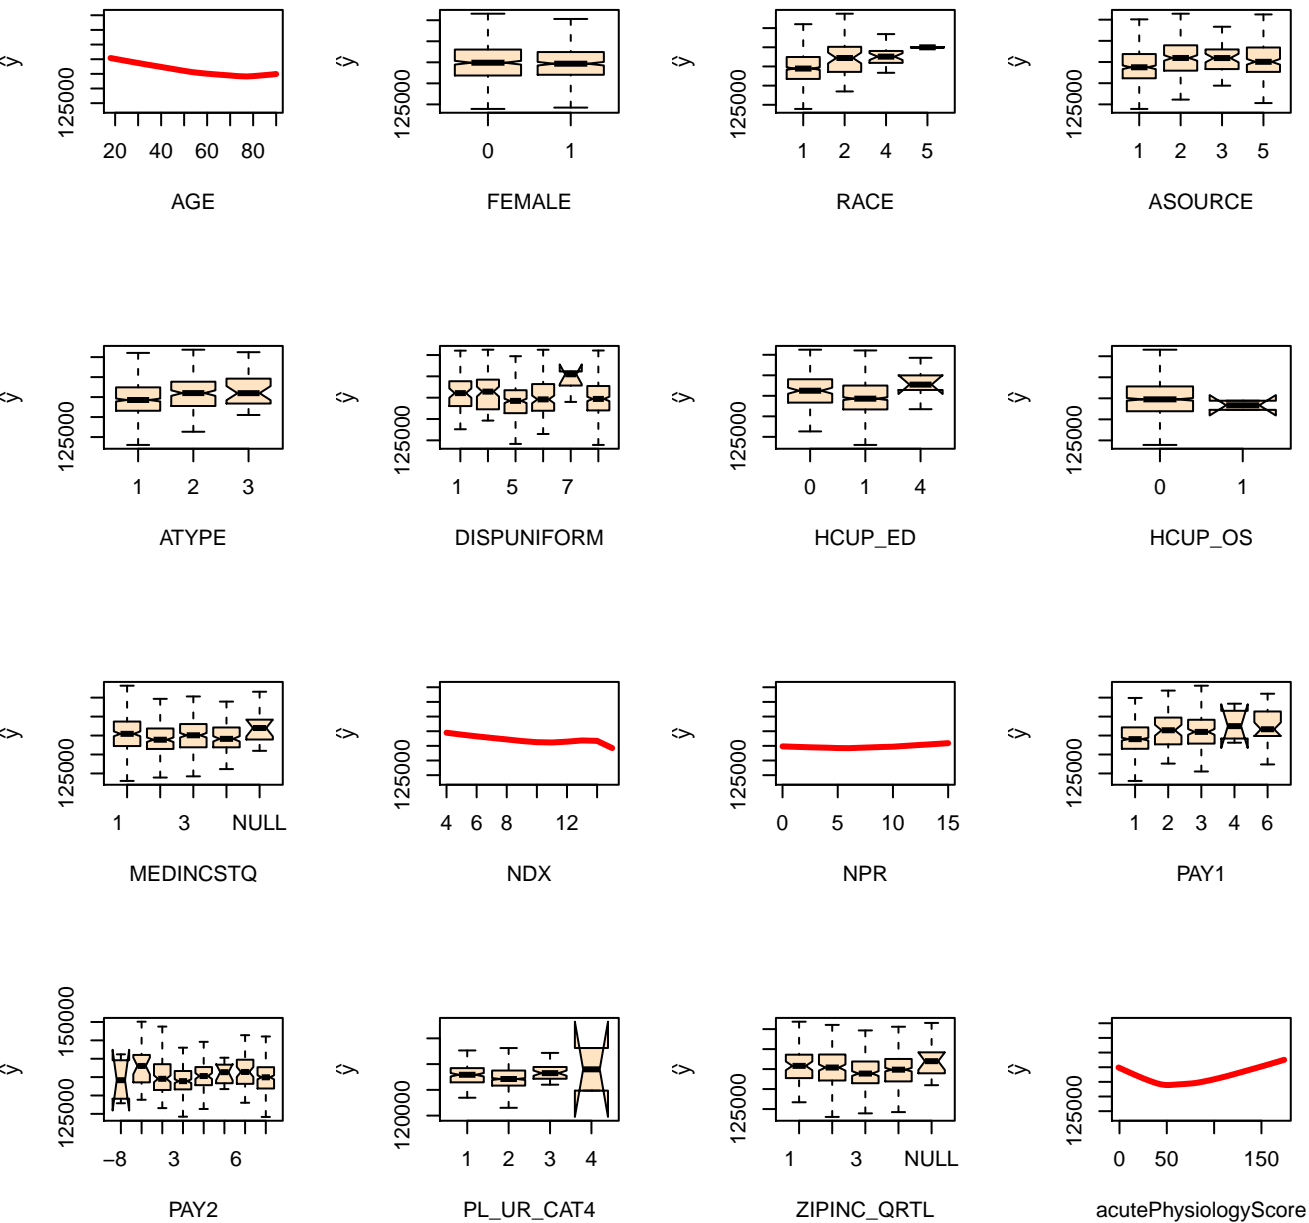 ŷ 125000 20 40 60 80 AGE
ŷ 125000 0 1 FEMALE
ŷ 125000 1 2 4 5 RACE
ŷ 125000 1 2 3 5 ASOURCE
ŷ 125000 1 2 3 ATYPE
ŷ 125000 1 5 7 DISPUNIFORM
ŷ 125000 0 1 4 HCUP_ED
ŷ 125000 0 1 HCUP_OS
ŷ 125000 1 3 NULL MEDINCSTQ
ŷ 125000 4 6 8 12 NDX
ŷ 125000 0 5 10 15 NPR
ŷ 125000 1 2 3 4 6 PAY1
ŷ 125000 150000 −8 3 6 PAY2
ŷ 120000 1 2 3 4 PL_UR_CAT4
ŷ 125000 1 3 NULL ZIPINC_QRTL
ŷ 125000 0 50 150 acutePhysiologyScore